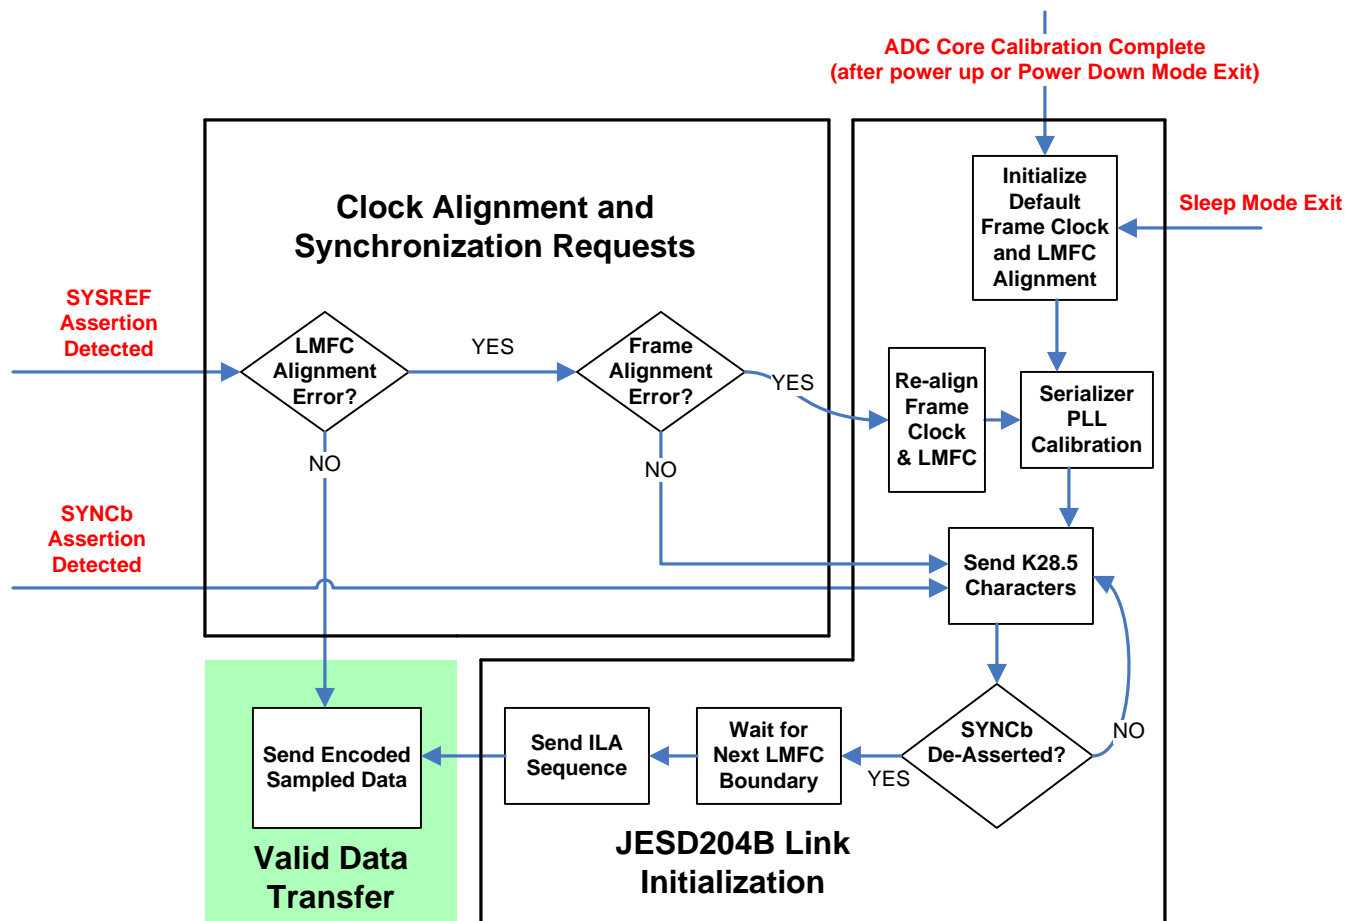 ADC Core Calibration Complete
(after power up or Power Down Mode Exit)
Clock Alignment and
Synchronization Requests
Initialize
Default
Frame Clock
and LMFC
Alignment
Sleep Mode Exit
SYSREF
Assertion
Detected
LMFC
Alignment
Error?
YES
Frame
Alignment
Error?
YES
Re-align
Frame
Clock
& LMFC
Serializer
PLL
Calibration
NO
NO
SYNCb
Assertion
Detected
Send K28.5
Characters
Send Encoded
Sampled Data
Send ILA
Sequence
Wait for
Next LMFC
Boundary
YES
SYNCb
De-Asserted?
NO
Valid Data
Transfer
JESD204B Link
Initialization